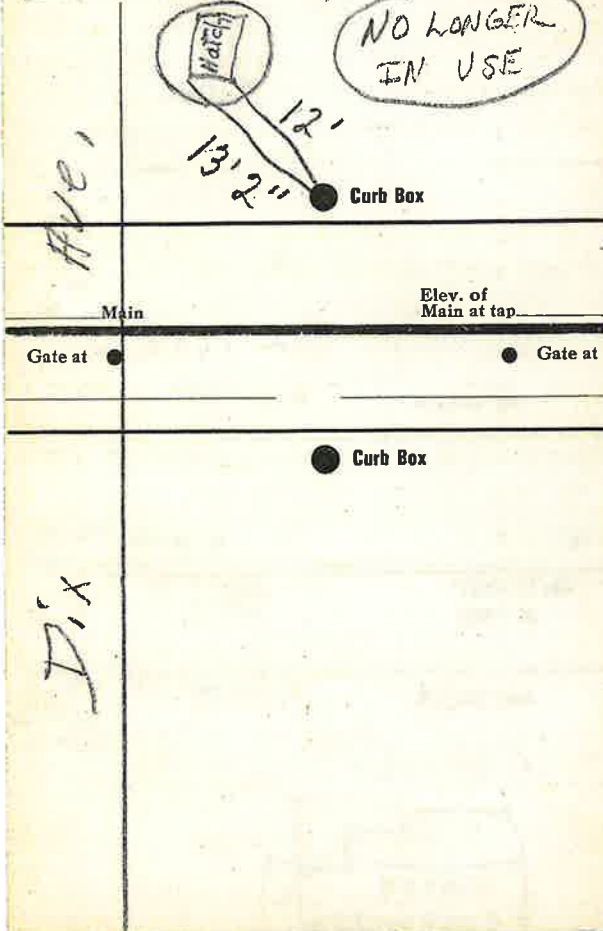 NO LONGER
IN USE
Hatch
12'
13'2"
Curb Box
Ave.
Main
Elev. of
Main at tap
Gate at
Gate at
Curb Box
Dix